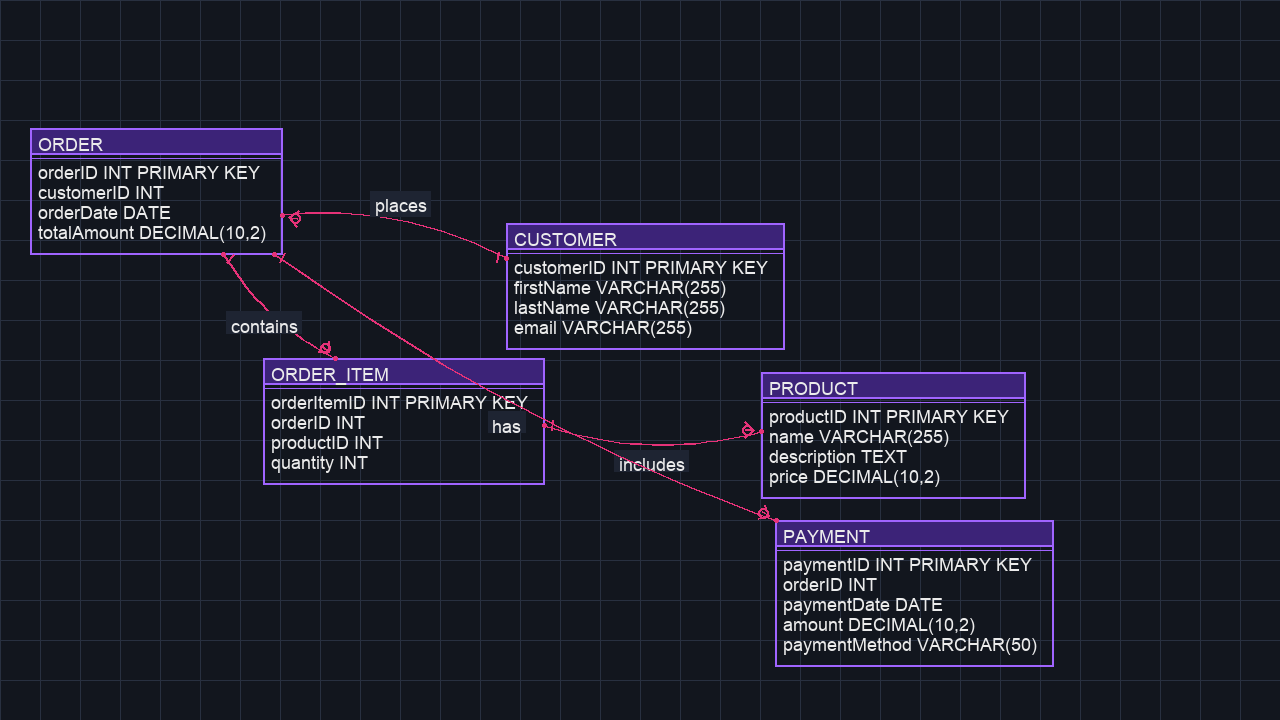 ORDER
orderID INT PRIMARY KEY
customerID INT
orderDate DATE
totalAmount DECIMAL(10,2)
places
CUSTOMER
customerID INT PRIMARY KEY
firstName VARCHAR(255)
lastName VARCHAR(255)
email VARCHAR(255)
contains
ORDER_ITEM
orderItemID INT PRIMARY KEY
orderID INT
productID INT
quantity INT
has
includes
PRODUCT
productID INT PRIMARY KEY
name VARCHAR(255)
description TEXT
price DECIMAL(10,2)
PAYMENT
paymentID INT PRIMARY KEY
orderID INT
paymentDate DATE
amount DECIMAL(10,2)
paymentMethod VARCHAR(50)